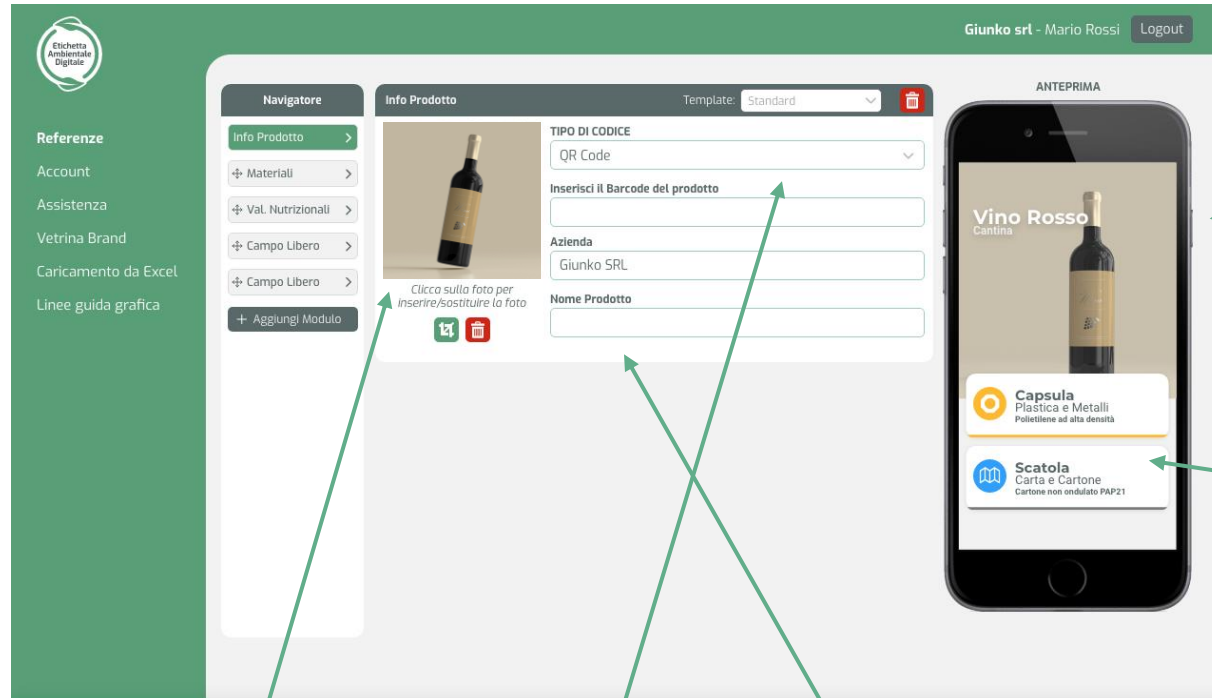 Etichetta
Ambientale
Digitale
Giunko srl - Mario Rossi
Logout
Referenze
Account
Assistenza
Vetrina Brand
Caricamento da Excel
Linee guida grafica
Navigatore
Info Prodotto
Materiali
Val. Nutrizionali
Campo Libero
Campo Libero
+ Aggiungi Modulo
Info Prodotto
Template: Standard
Clicca sulla foto per
inserire/sostituire la foto
TIPO DI CODICE
QR Code
Inserisci il Barcode del prodotto
Azienda
Giunko SRL
Nome Prodotto
ANTEPRIMA
Vino Rosso
Cantina
Capsula
Plastica e Metalli
Polietilene ad alta densità
Scatola
Carta e Cartone
Cartone non ondulato PAP21